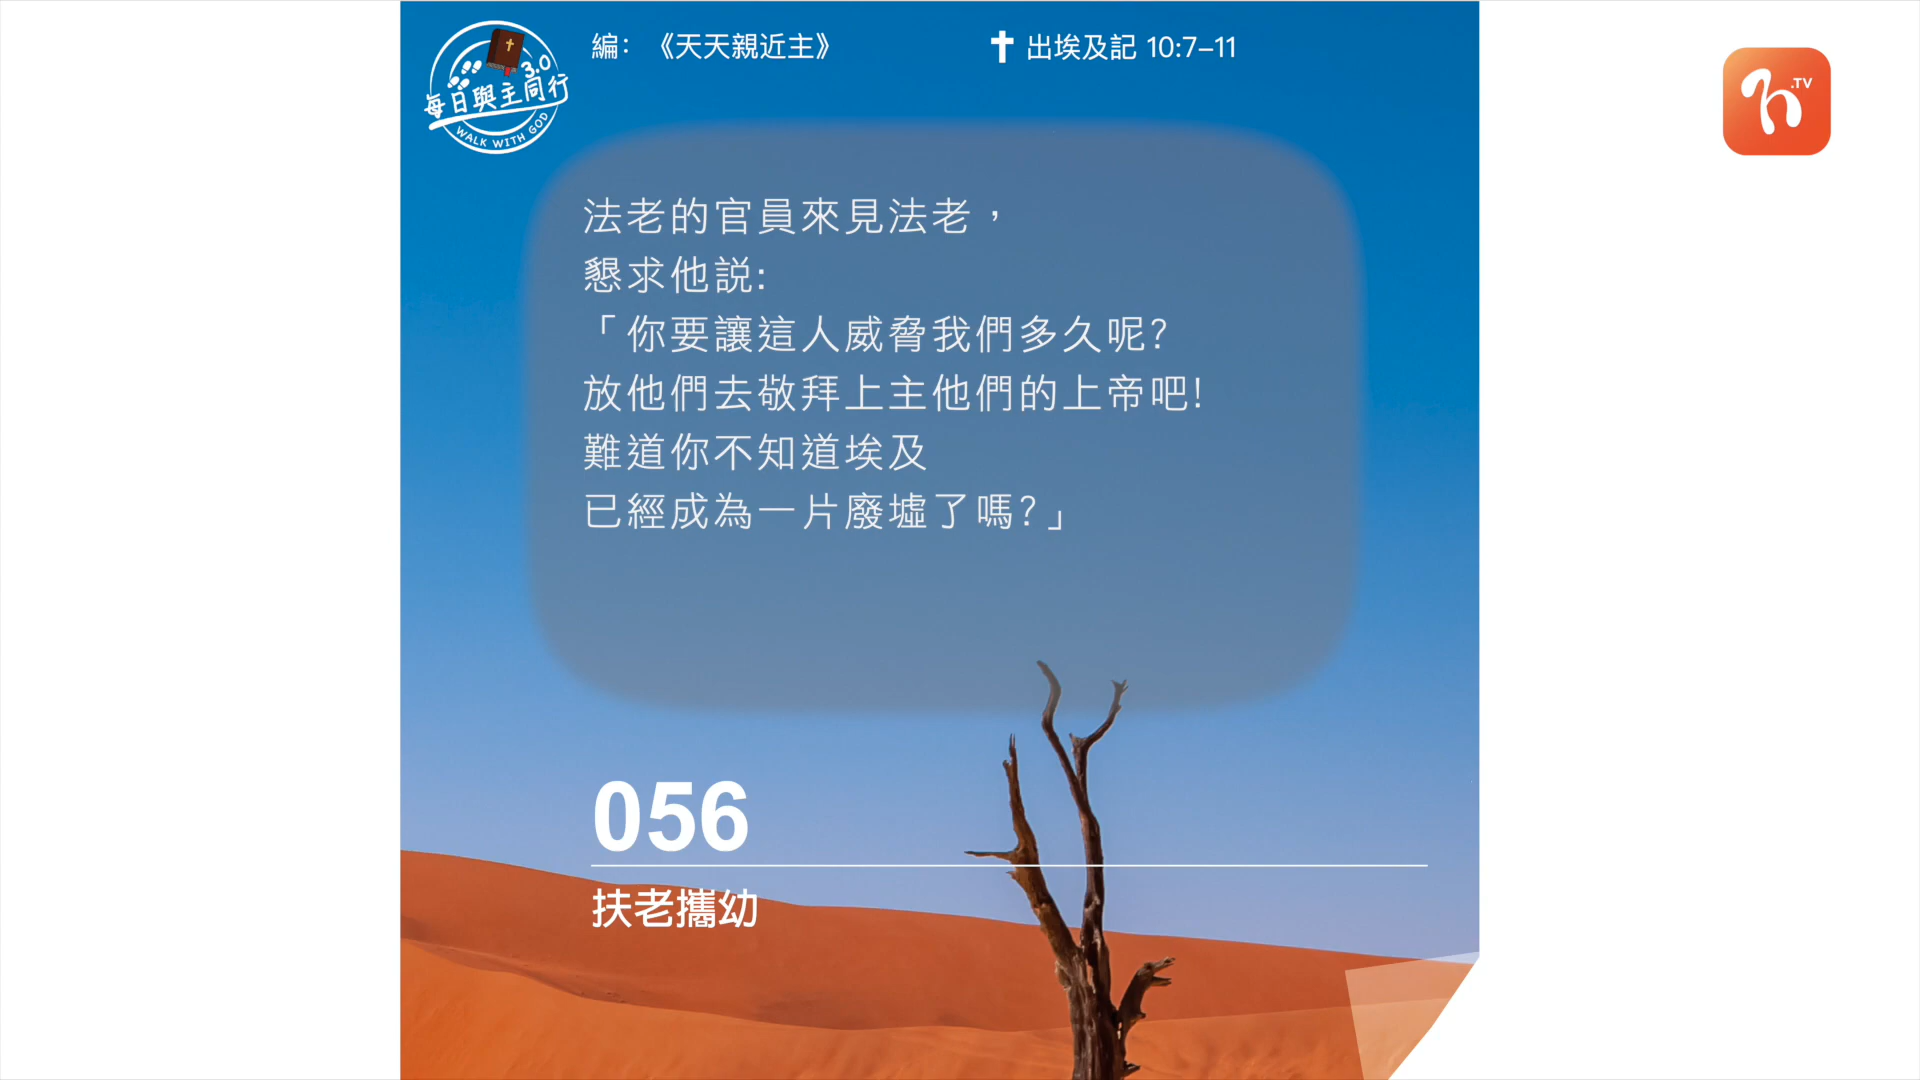 編：《天天親近主》
出埃及記 10:7–11
3.0
每日與主同行
WALK WITH GOD
h.TV
法老的官員來見法老，
懇求他説:
「你要讓這人威脅我們多久呢?
放他們去敬拜上主他們的上帝吧!
難道你不知道埃及
已經成為一片廢墟了嗎?」
056
扶老攜幼